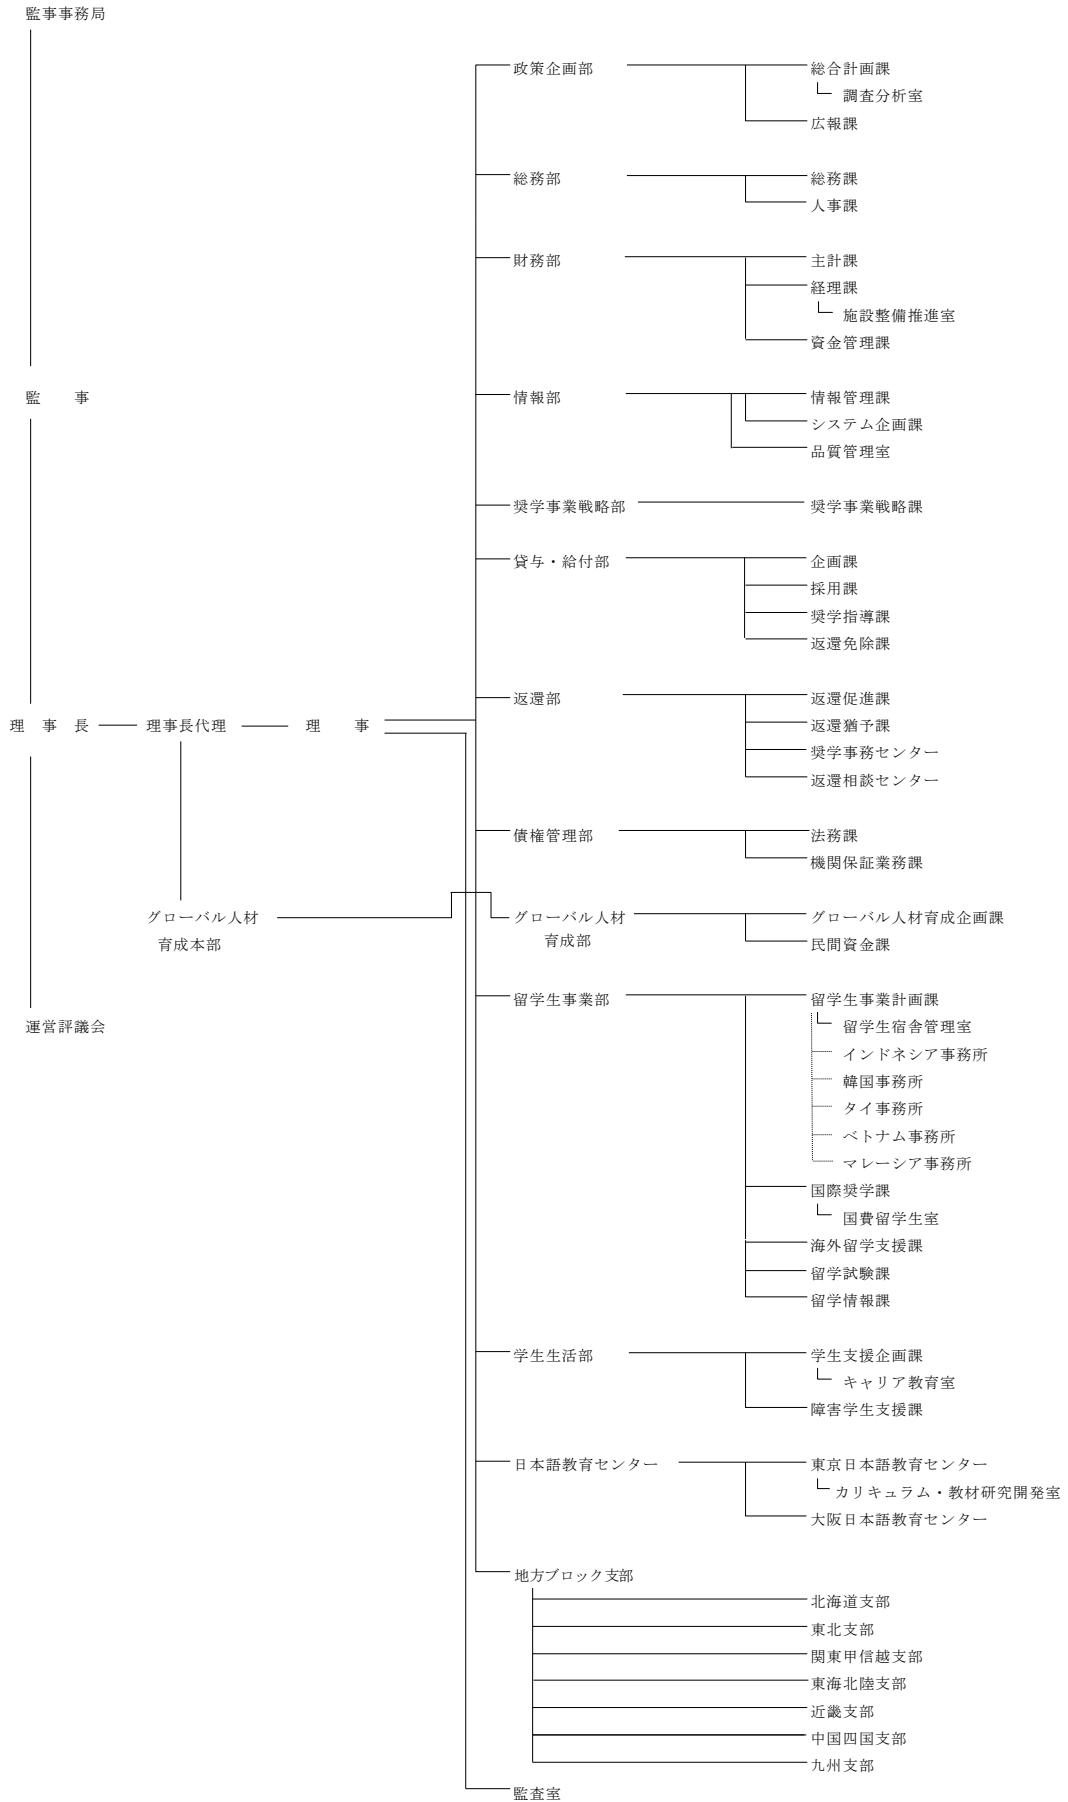 監事事務局
政策企画部
総合計画課
調査分析室
広報課
総務部
総務課
人事課
財務部
主計課
経理課
施設整備推進室
資金管理課
監　　事
情報部
情報管理課
システム企画課
品質管理室
奨学事業戦略部
奨学事業戦略課
貸与・給付部
企画課
採用課
奨学指導課
返還免除課
返還部
返還促進課
理　事　長
理事長代理
理　　事
返還猶予課
奨学事務センター
返還相談センター
債権管理部
法務課
機関保証業務課
グローバル人材
育成本部
グローバル人材
育成部
グローバル人材育成企画課
民間資金課
留学生事業部
留学生事業計画課
運営評議会
留学生宿舎管理室
インドネシア事務所
韓国事務所
タイ事務所
ベトナム事務所
マレーシア事務所
国際奨学課
国費留学生室
海外留学支援課
留学試験課
留学情報課
学生生活部
学生支援企画課
キャリア教育室
障害学生支援課
日本語教育センター
東京日本語教育センター
カリキュラム・教材研究開発室
大阪日本語教育センター
地方ブロック支部
北海道支部
東北支部
関東甲信越支部
東海北陸支部
近畿支部
中国四国支部
九州支部
監査室